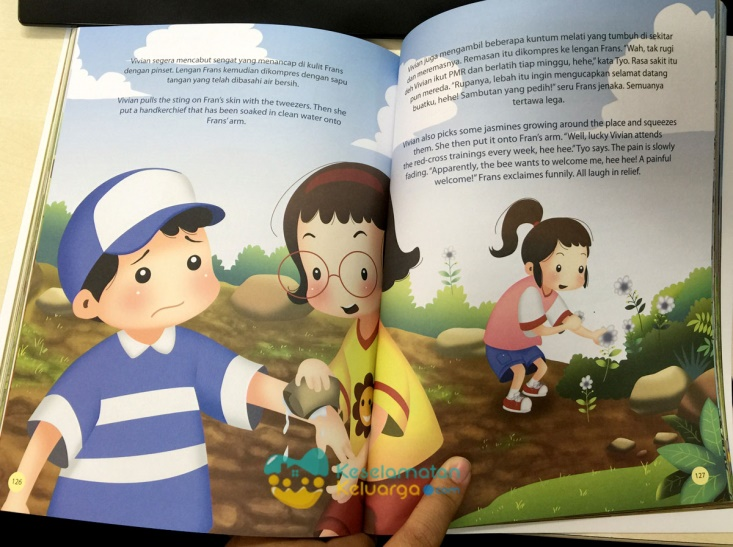 Vivian segera mencabut sengat yang menancap di kulit Frans
dengan pinset. Lengan Frans kemudian dikompres dengan sapu
tangan yang telah dibasahi air bersih.
Vivian pulls the sting on Fran's skin with the tweezers. Then she
put a handkerchief that has been soaked in clean water onto
Frans' arm.
126
Vivian juga mengambil beberapa kuntum melati yang tumbuh di sekitar
dan meremasnya. Remasan itu dikompres ke lengan Frans. "Wah, tak rugi
deh Vivian ikut PMR dan berlatih tiap minggu, hehe," kata Tyo. Rasa sakit itu
pun mereda. "Rupanya, lebah itu ingin mengucapkan selamat datang
buatku, hehe! Sambutan yang pedih!" seru Frans jenaka. Semuanya
tertawa lega.
Vivian also picks some jasmines growing around the place and squeezes
them. She then put it onto Fran's arm. "Well, lucky Vivian attends
the red-cross trainings every week, hee hee." Tyo says. The pain is slowly
fading. "Apparently, the bee wants to welcome me, hee hee! A painful
welcome!" Frans exclaimes funnily. All laugh in relief.
127
Keselamatan
Keluarga